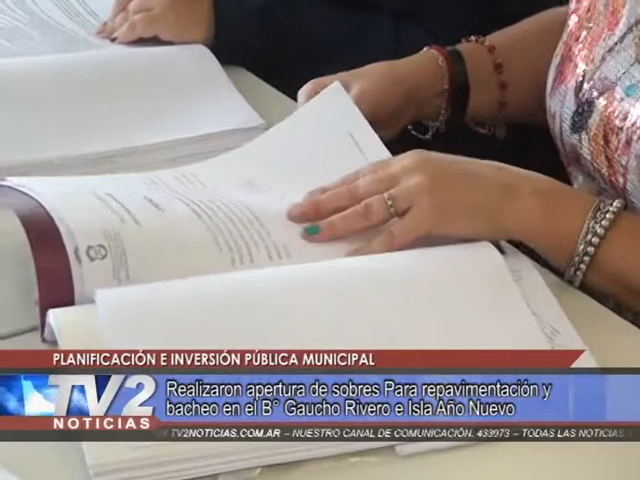 PLANIFICACIÓN E INVERSIÓN PÚBLICA MUNICIPAL
TV2
NOTICIAS
Realizaron apertura de sobres Para repavimentación y
bacheo en el B° Gaucho Rivero e Isla Año Nuevo
TV2NOTICIAS.COM.AR – NUESTRO CANAL DE COMUNICACIÓN: 433973 – TODAS LAS NOTICIAS